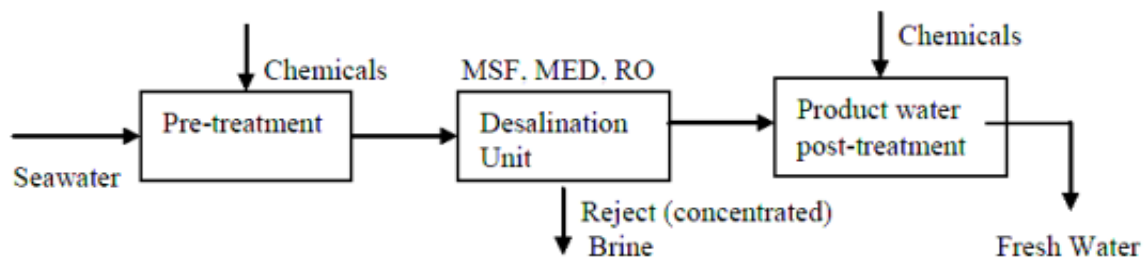 Chemicals
Chemicals
MSF. MED. RO
Pre-treatment
Desalination
Unit
Product water
post-treatment
Seawater
Reject (concentrated)
Brine
Fresh Water